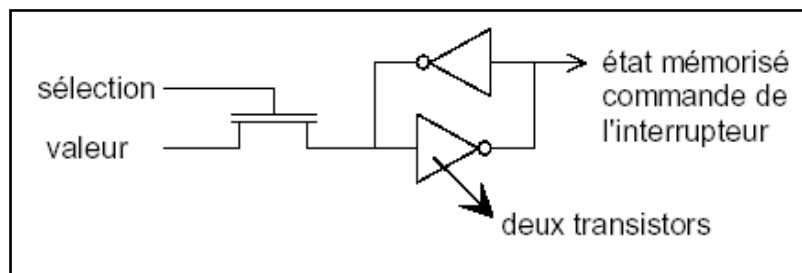 sélection
valeur
état mémorisé
commande de
l'interrupteur
deux transistors